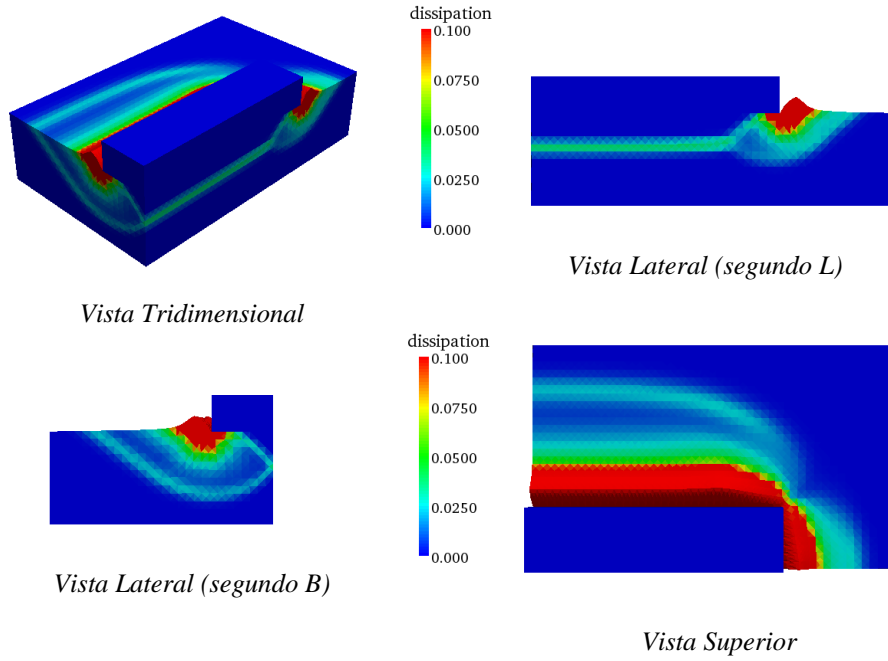 dissipation
0.100
0.075
0.0500
0.0250
0.000
Vista Tridimensional
Vista Lateral (segundo L)
dissipation
0.100
0.0750
0.0500
0.0250
0.000
Vista Lateral (segundo B)
Vista Superior